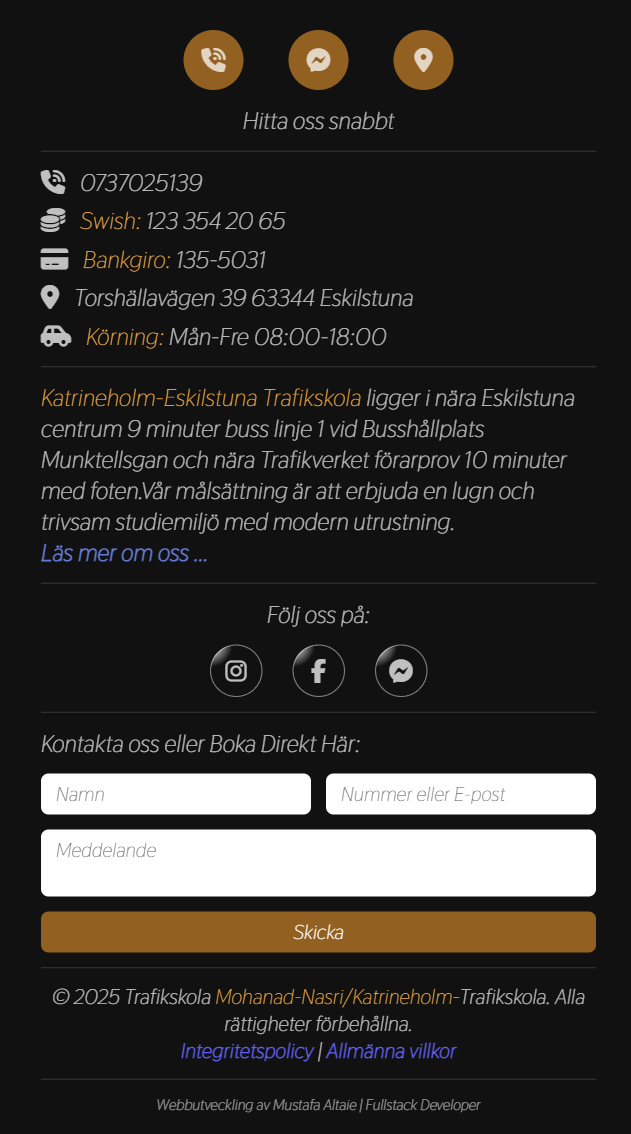 Hitta oss snabbt
0737025139
Swish: 123 354 20 65
Bankgiro: 135-5031
Torshällavägen 39 63344 Eskilstuna
Körning: Mån-Fre 08:00-18:00
Katrineholm-Eskilstuna Trafikskola ligger i nära Eskilstuna
centrum 9 minuter buss linje 1 vid Busshållplats
Munktellsgan och nära Trafikverket förarprov 10 minuter
med foten.Vår målsättning är att erbjuda en lugn och
trivsam studiemiljö med modern utrustning.
Läs mer om oss ...
Följ oss på:
Kontakta oss eller Boka Direkt Här:
Namn
Nummer eller E-post
Meddelande
Skicka
© 2025 Trafikskola Mohanad-Nasri/Katrineholm-Trafikskola. Alla
rättigheter förbehållna.
Integritetspolicy | Allmänna villkor
Webbutveckling av Mustafa Altaie | Fullstack Developer